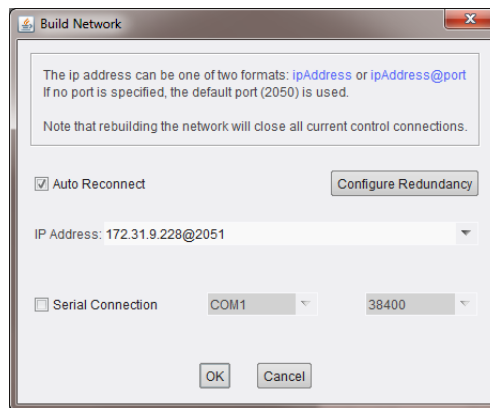 Build Network
The ip address can be one of two formats: ipAddress or ipAddress@port
If no port is specified, the default port (2050) is used.
Note that rebuilding the network will close all current control connections.
Auto Reconnect
Configure Redundancy
IP Address: 172.31.9.228@2051
Serial Connection
COM1
38400
OK
Cancel